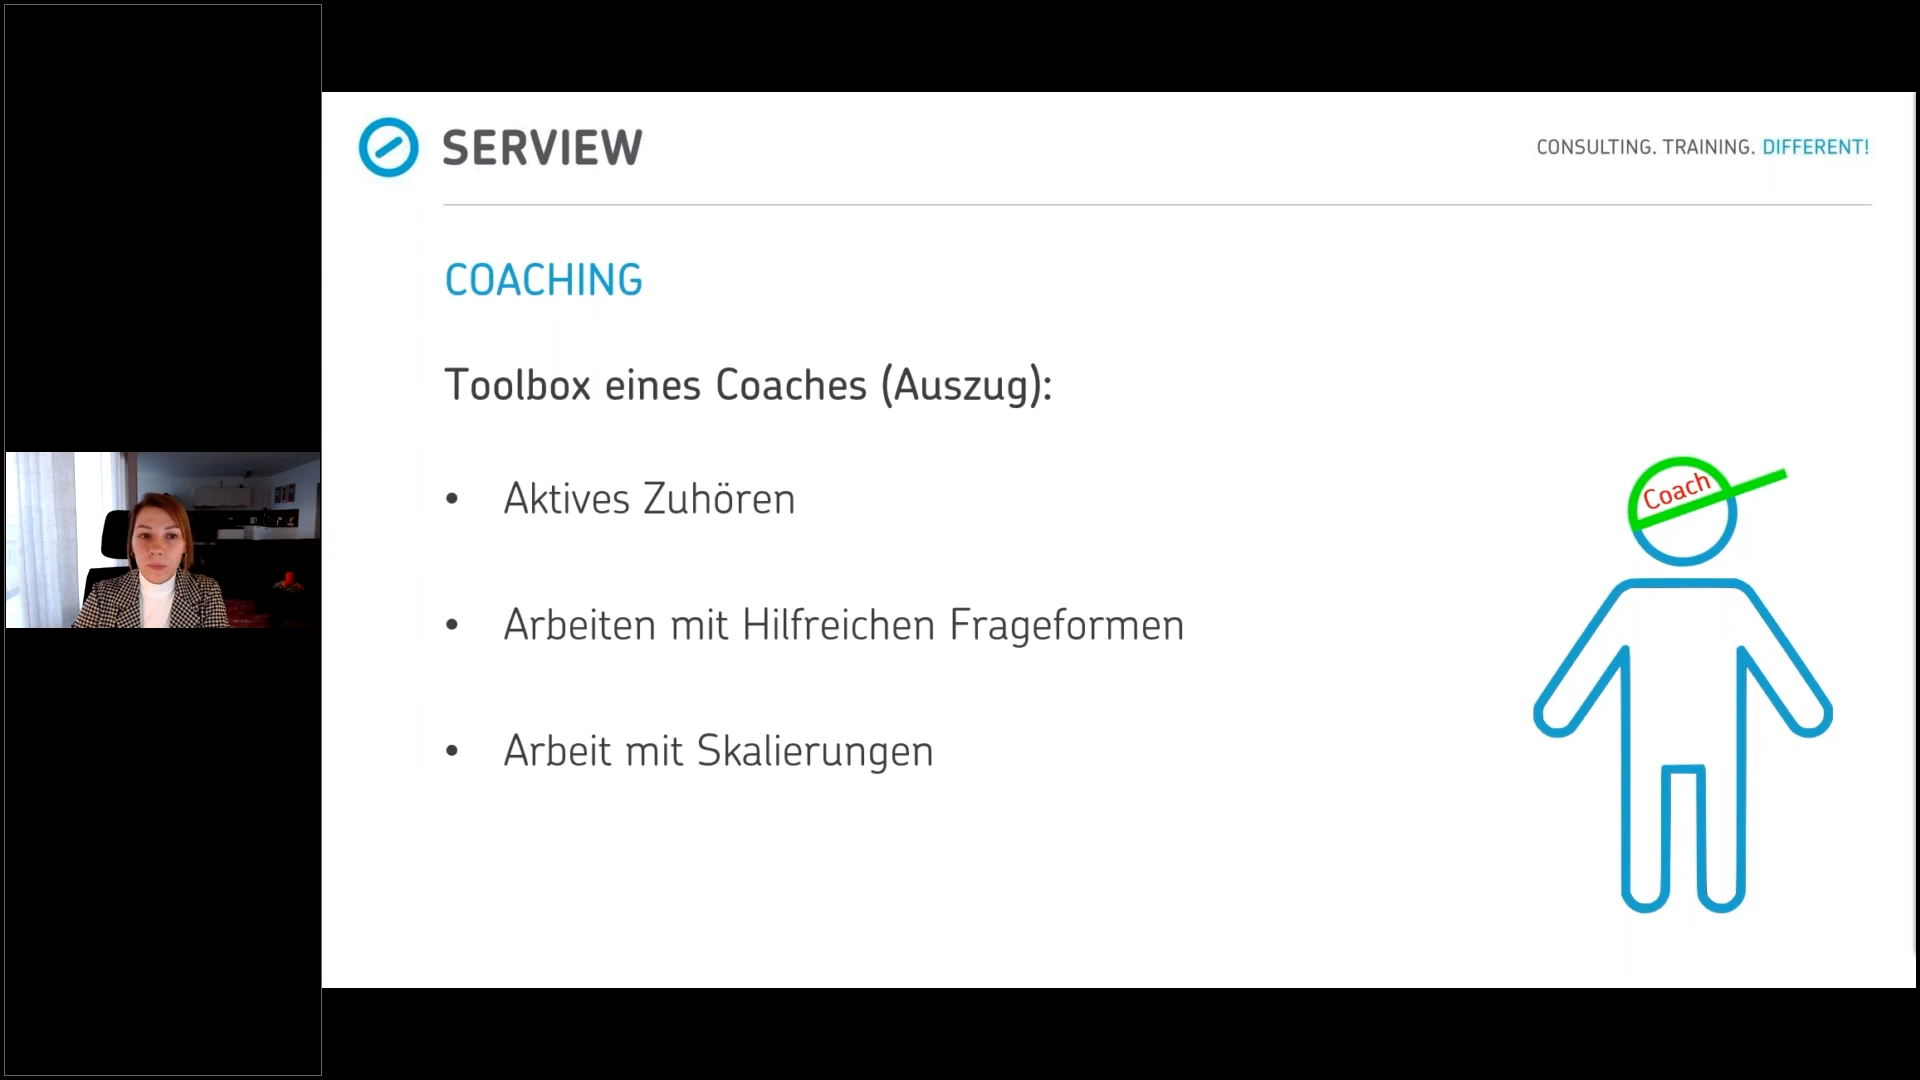 SERVIEW
CONSULTING. TRAINING. DIFFERENT!
COACHING
Toolbox eines Coaches (Auszug):
• Aktives Zuhören
• Arbeiten mit Hilfreichen Frageformen
• Arbeit mit Skalierungen
Coach